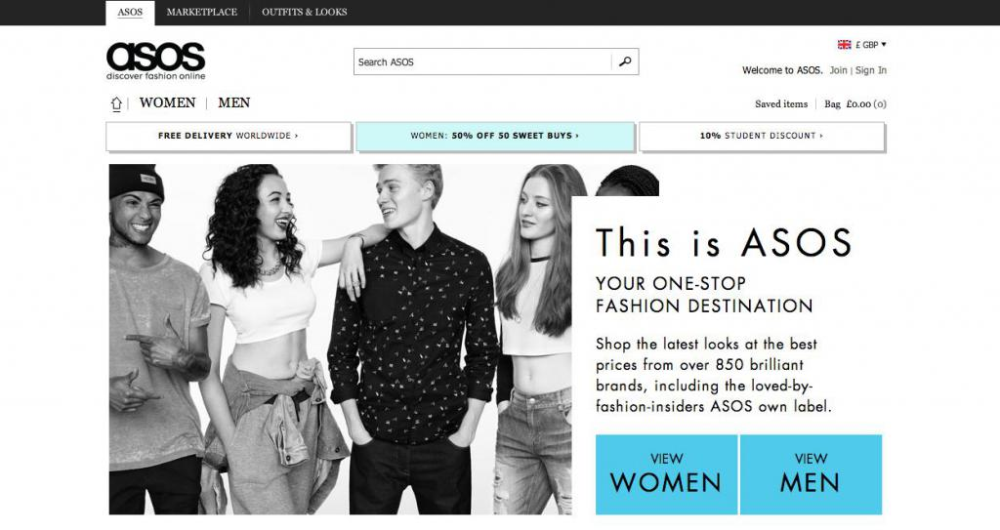 ASOS MARKETPLACE OUTFITS & LOOKS
asos
discover fashion online
Search ASOS
£ GBP
Welcome to ASOS. Join | Sign In
WOMEN | MEN
Saved items | Bag £0.00 (0)
FREE DELIVERY WORLDWIDE ›
WOMEN: 50% OFF 50 SWEET BUYS ›
10% STUDENT DISCOUNT ›
This is ASOS
YOUR ONE-STOP
FASHION DESTINATION
Shop the latest looks at the best
prices from over 850 brilliant
brands, including the loved-by-
fashion-insiders ASOS own label.
VIEW
WOMEN
VIEW
MEN